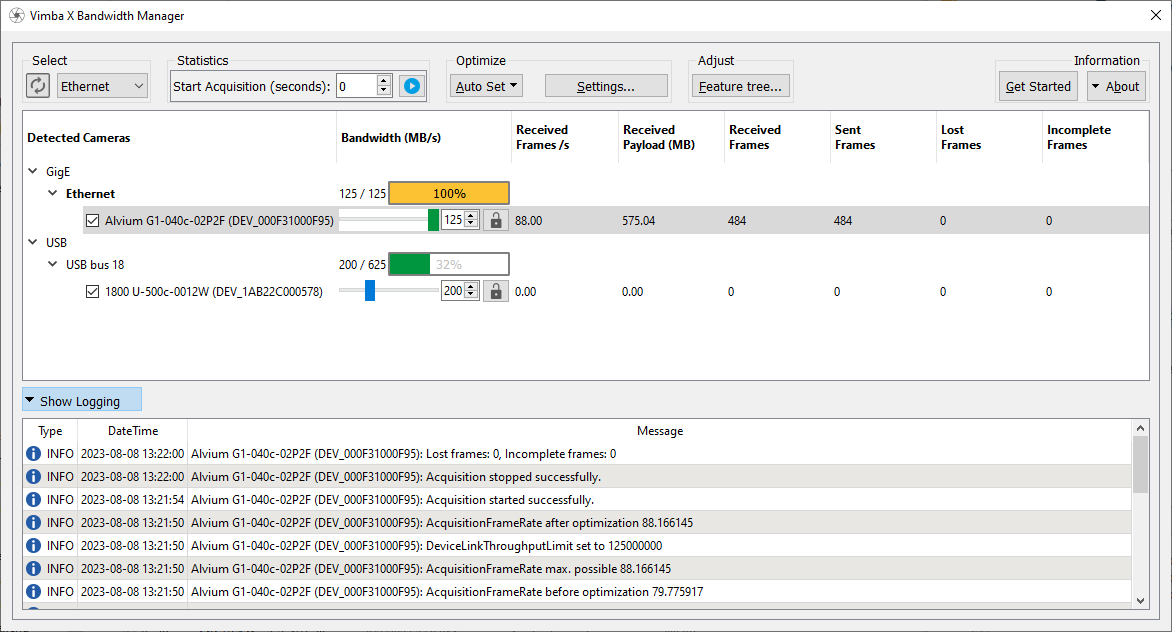 Vimba X Bandwidth Manager
Select Statistics Optimize Adjust Information
Ethernet Start Acquisition (seconds): 0 Auto Set Settings... Feature tree... Get Started About
Detected Cameras Bandwidth (MB/s) Received Frames /s Received Payload (MB) Received Frames Sent Frames Lost Frames Incomplete Frames
GigE
Ethernet 125 / 125 100%
Alvium G1-040c-02P2F (DEV_000F31000F95) 125 88.00 575.04 484 484 0 0
USB
USB bus 18 200 / 625 32%
1800 U-500c-0012W (DEV_1AB22C000578) 200 0.00 0.00 0 0 0 0
Show Logging
Type DateTime Message
INFO 2023-08-08 13:22:00 Alvium G1-040c-02P2F (DEV_000F31000F95): Lost frames: 0, Incomplete frames: 0
INFO 2023-08-08 13:22:00 Alvium G1-040c-02P2F (DEV_000F31000F95): Acquisition stopped successfully.
INFO 2023-08-08 13:21:54 Alvium G1-040c-02P2F (DEV_000F31000F95): Acquisition started successfully.
INFO 2023-08-08 13:21:50 Alvium G1-040c-02P2F (DEV_000F31000F95): AcquisitionFrameRate after optimization 88.166145
INFO 2023-08-08 13:21:50 Alvium G1-040c-02P2F (DEV_000F31000F95): DeviceLinkThroughputLimit set to 125000000
INFO 2023-08-08 13:21:50 Alvium G1-040c-02P2F (DEV_000F31000F95): AcquisitionFrameRate max. possible 88.166145
INFO 2023-08-08 13:21:50 Alvium G1-040c-02P2F (DEV_000F31000F95): AcquisitionFrameRate before optimization 79.775917